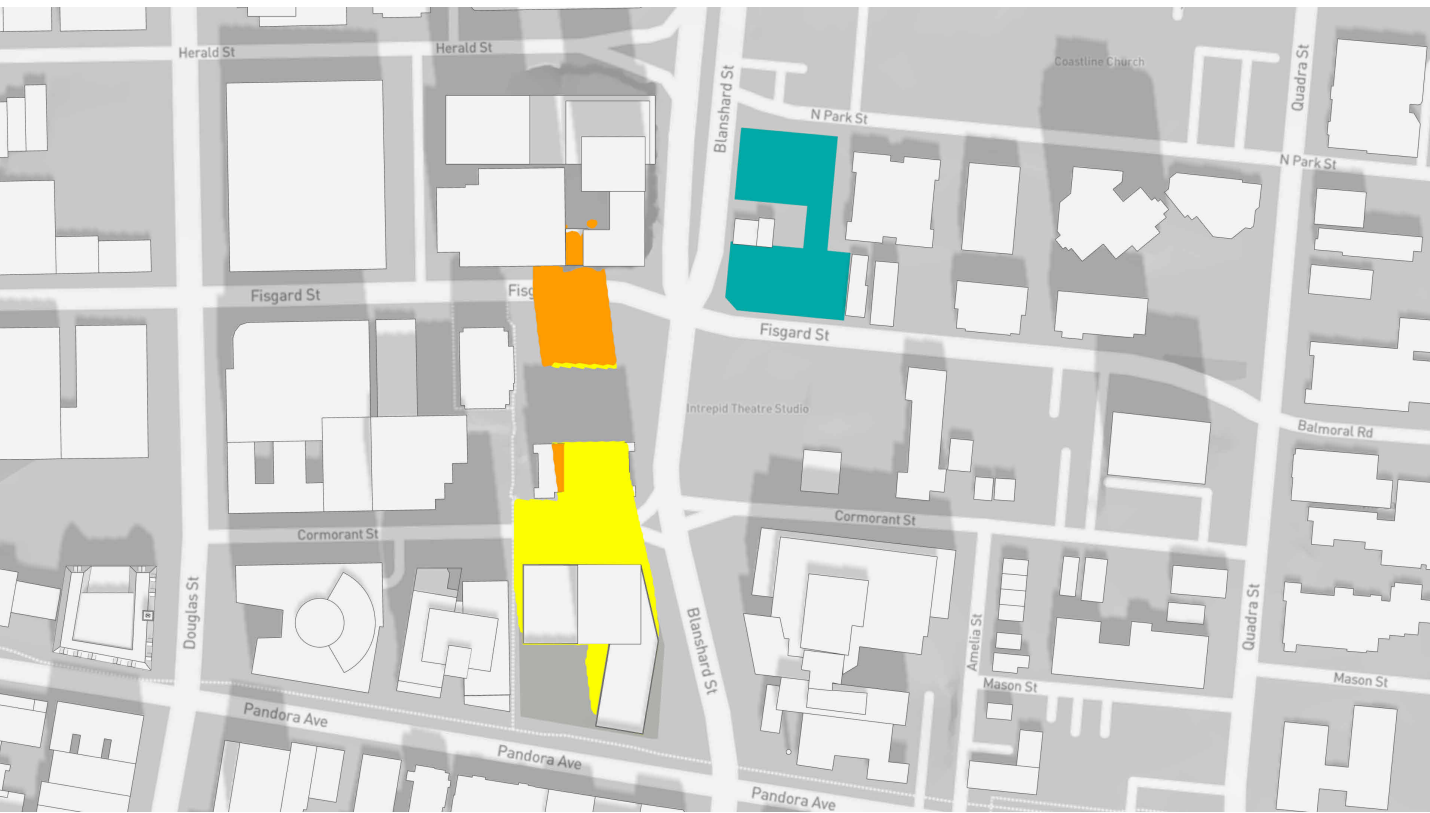 Herald St
Herald St
Blanshard St
Coastline Church
Quadra St
N Park St
N Park St
Fisgard St
Fisg
Fisgard St
Intrepid Theatre Studio
Balmoral Rd
Cormorant St
Cormorant St
Douglas St
Blanshard St
Amelia St
Quadra St
Mason St
Mason St
Pandora Ave
Pandora Ave
Pandora Ave